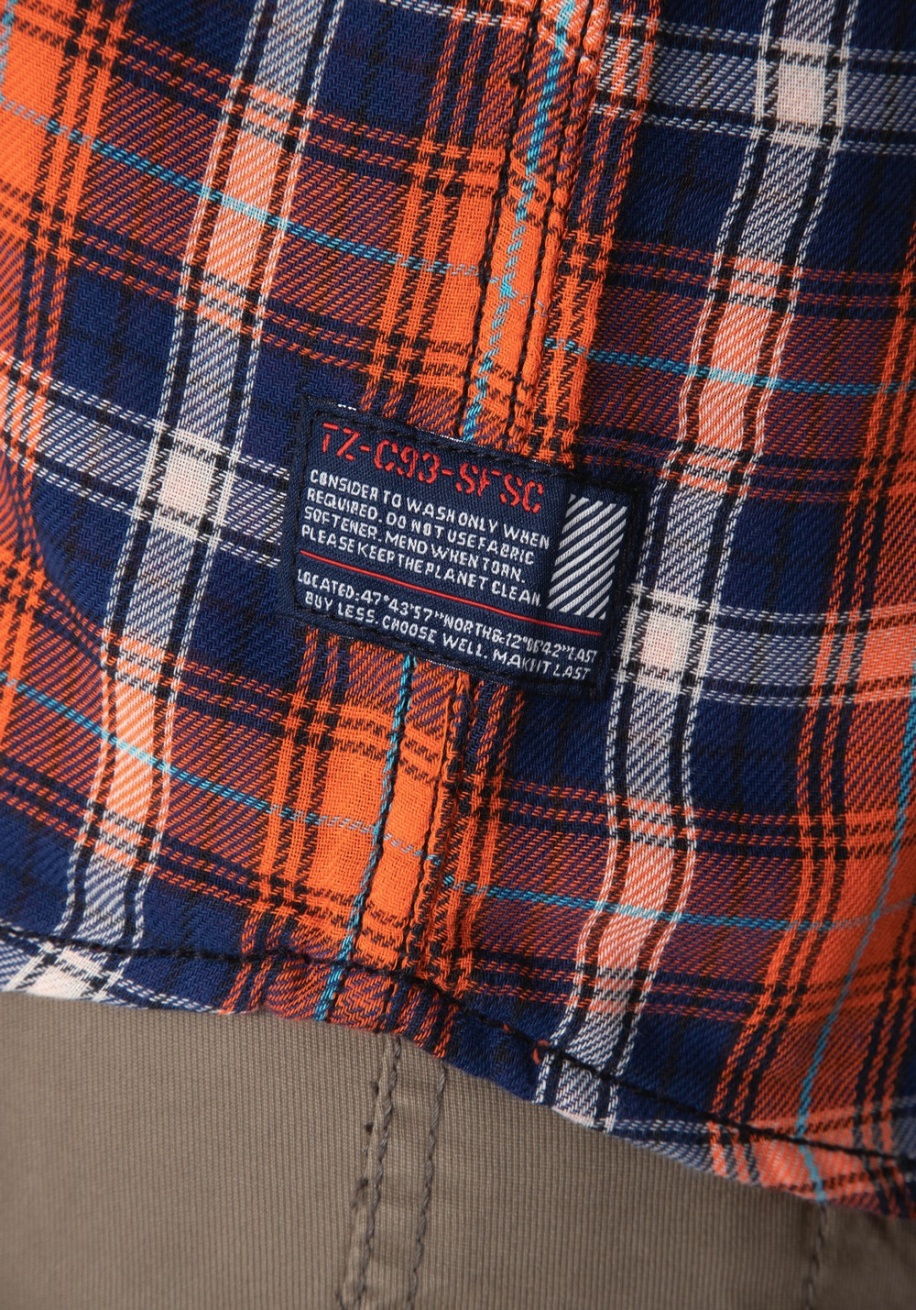 TZ-C93-SFSC
CONSIDER TO WASH ONLY WHEN
REQUIRED. DO NOT USE FABRIC
SOFTENER. MEND WHEN TORN.
PLEASE KEEP THE PLANET CLEAN
LOCATED:47°43'57"NORTH&12°06'42"EAST
BUY LESS. CHOOSE WELL. MAKE IT LAST